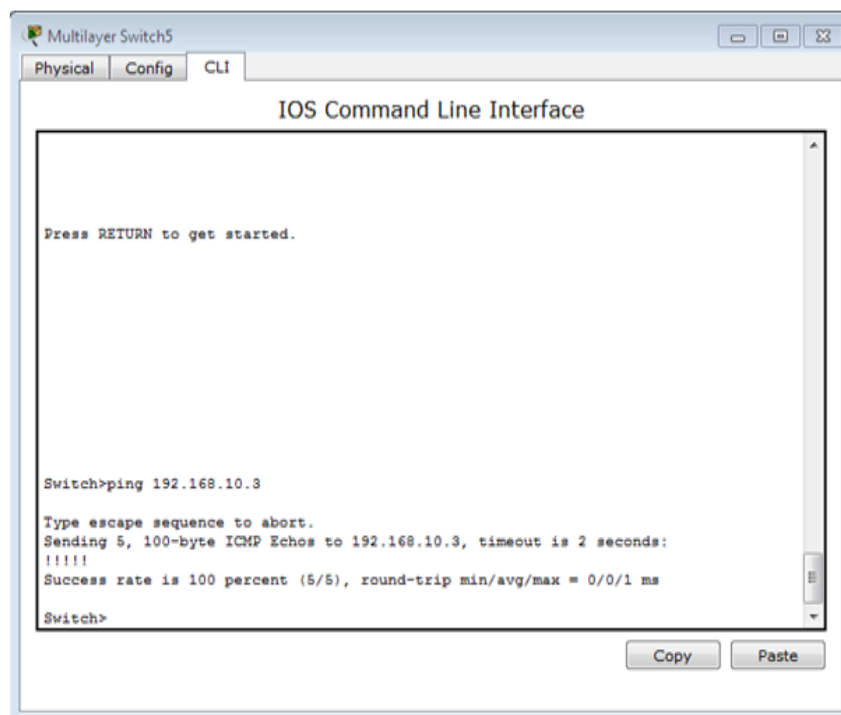 Multilayer Switch5
Physical Config CLI
IOS Command Line Interface
Press RETURN to get started.
Switch>ping 192.168.10.3
Type escape sequence to abort.
Sending 5, 100-byte ICMP Echos to 192.168.10.3, timeout is 2 seconds:
!!!!!
Success rate is 100 percent (5/5), round-trip min/avg/max = 0/0/1 ms
Switch>
Copy Paste